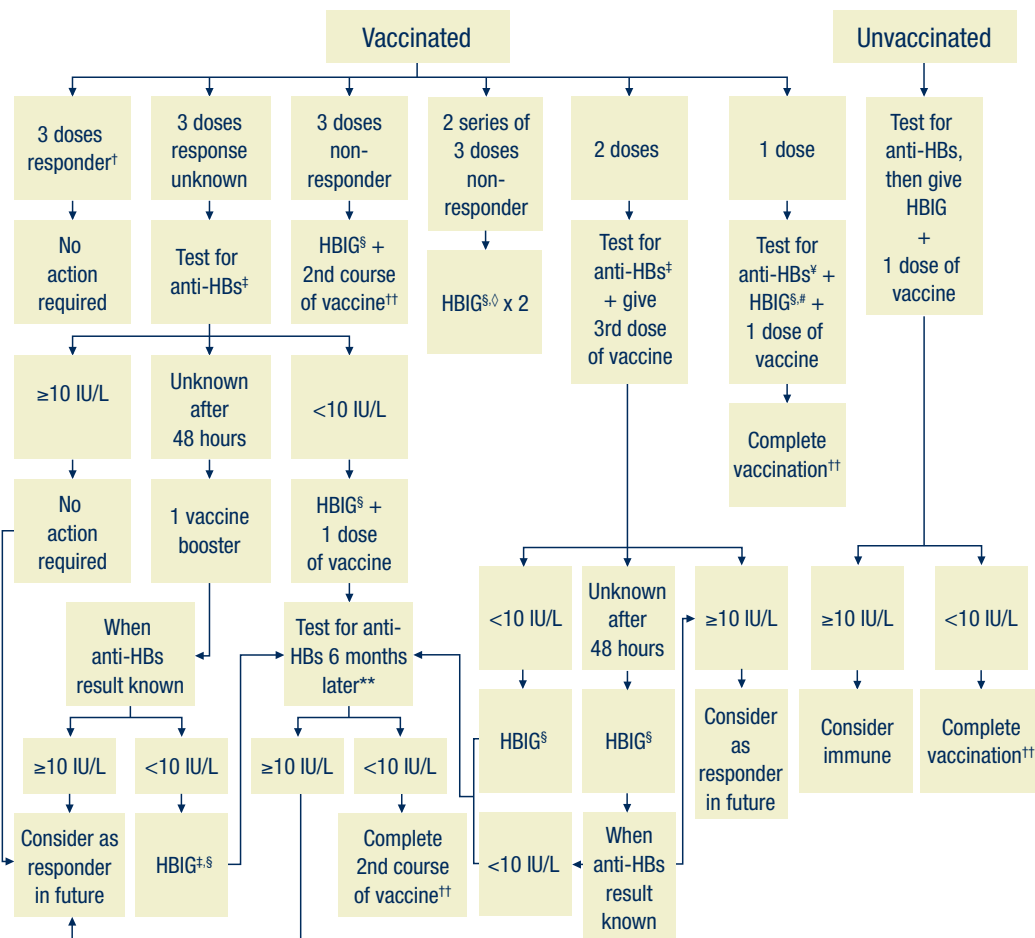 Vaccinated
Unvaccinated
3 doses
responder†
3 doses
response
unknown
3 doses
non-
responder
2 series of
3 doses
non-
responder
2 doses
1 dose
Test for
anti-HBs,
then give
HBIG
+
1 dose of
vaccine
No
action
required
Test for
anti-HBs‡
HBIG§ +
2nd course
of vaccine††
HBIG§,◊ x 2
Test for
anti-HBs‡
+ give
3rd dose
of vaccine
Test for
anti-HBs¥ +
HBIG§,# +
1 dose of
vaccine
≥10 IU/L
Unknown
after
48 hours
<10 IU/L
Complete
vaccination††
No
action
required
1 vaccine
booster
HBIG§ +
1 dose
of vaccine
<10 IU/L
Unknown
after
48 hours
≥10 IU/L
≥10 IU/L
<10 IU/L
When
anti-HBs
result known
Test for anti-
HBs 6 months
later**
HBIG§
HBIG§
Consider
as
responder
in future
Consider
immune
Complete
vaccination††
≥10 IU/L
<10 IU/L
≥10 IU/L
<10 IU/L
Consider as
responder
in future
HBIG‡,§
Complete
2nd course
of vaccine††
<10 IU/L
When
anti-HBs
result
known